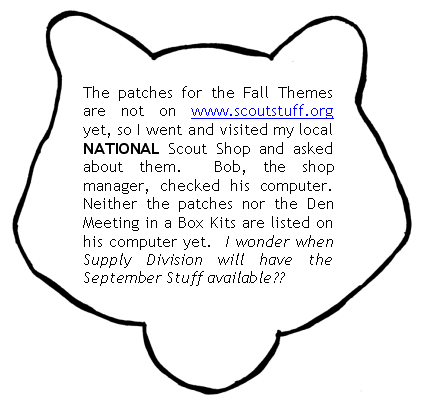 The patches for the Fall Themes
are not on www.scoutstuff.org
yet, so I went and visited my local
NATIONAL Scout Shop and asked
about them. Bob, the shop
manager, checked his computer.
Neither the patches nor the Den
Meeting in a Box Kits are listed on
his computer yet. I wonder when
Supply Division will have the
September Stuff available??